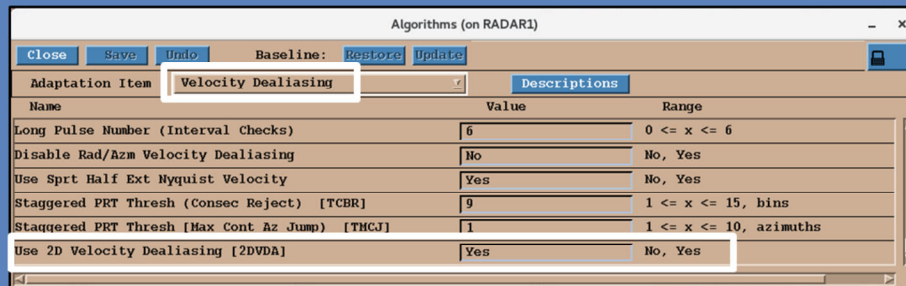 Algorithms (on RADAR1)
Close Save Undo Baseline: Restore Update
Adaptation Item Velocity Dealiasing Descriptions
Name Value Range
Long Pulse Number (Interval Checks) 6 0 <= x <= 6
Disable Rad/Azm Velocity Dealiasing No No, Yes
Use Sprt Half Ext Nyquist Velocity Yes No, Yes
Staggered PRT Thresh (Consec Reject) [TCBR] 9 1 <= x <= 15, bins
Staggered PRT Thresh [Max Cont Az Jump) [TMCJ] 1 1 <= x <= 10, azimuths
Use 2D Velocity Dealiasing [2DVDA] Yes No, Yes